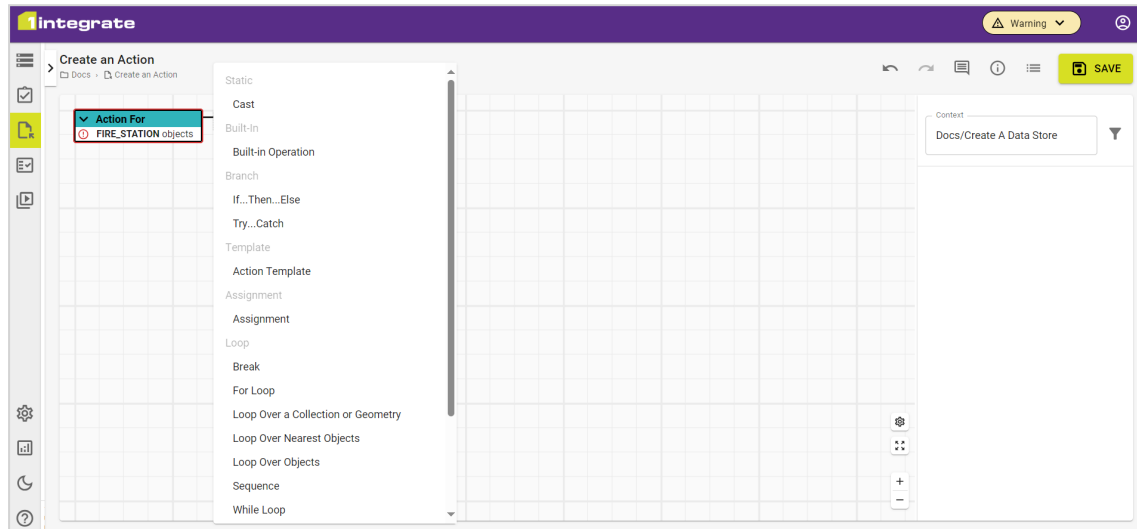 1integrate
Warning
Create an Action
Docs › Create an Action
SAVE
Action For
FIRE_STATION objects
Static
Cast
Built-In
Built-in Operation
Branch
If...Then...Else
Try...Catch
Template
Action Template
Assignment
Assignment
Loop
Break
For Loop
Loop Over a Collection or Geometry
Loop Over Nearest Objects
Loop Over Objects
Sequence
While Loop
Context
Docs/Create A Data Store